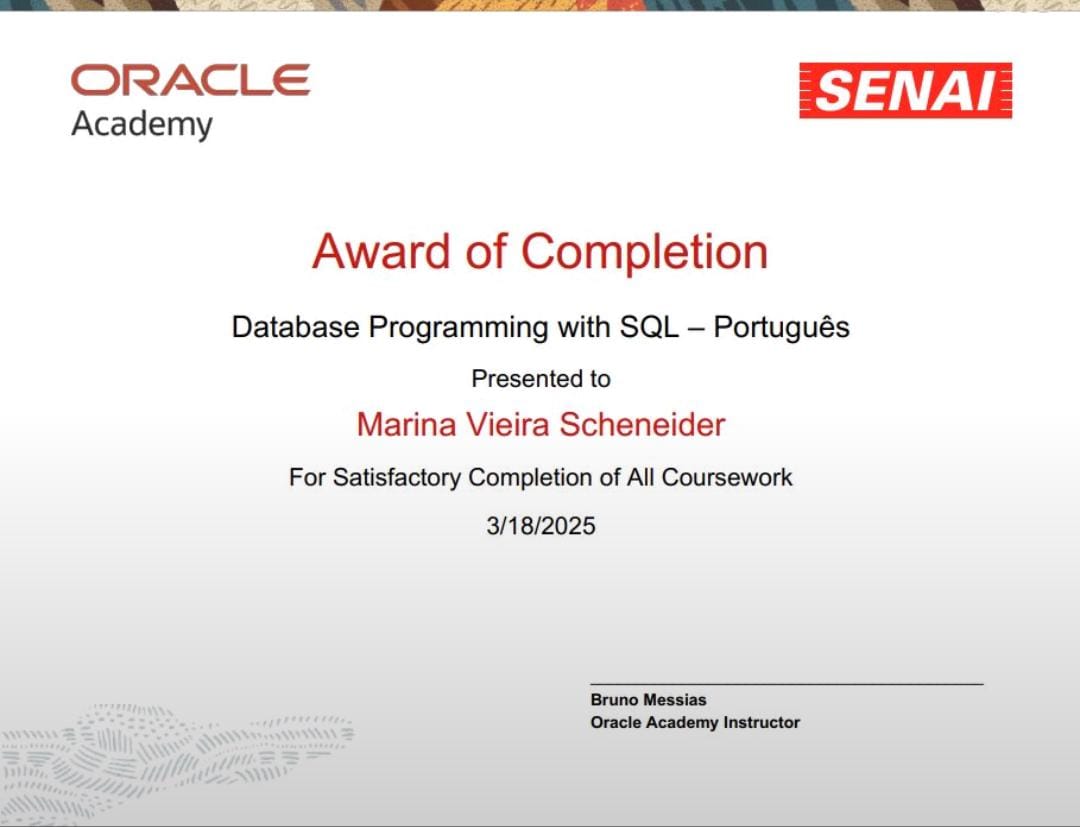 ORACLE
Academy
SENAI
Award of Completion
Database Programming with SQL – Português
Presented to
Marina Vieira Scheneider
For Satisfactory Completion of All Coursework
3/18/2025
Bruno Messias
Oracle Academy Instructor